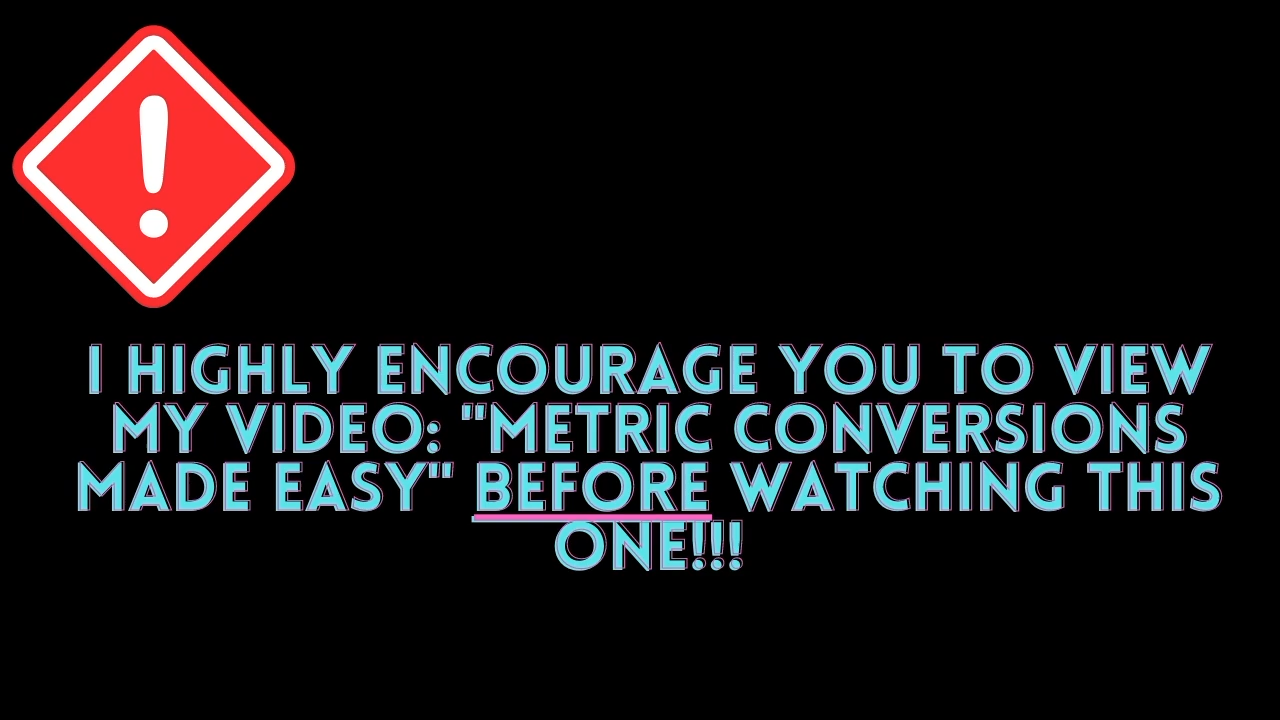 I HIGHLY ENCOURAGE YOU TO VIEW
MY VIDEO: "METRIC CONVERSIONS
MADE EASY" BEFORE WATCHING THIS
ONE!!!